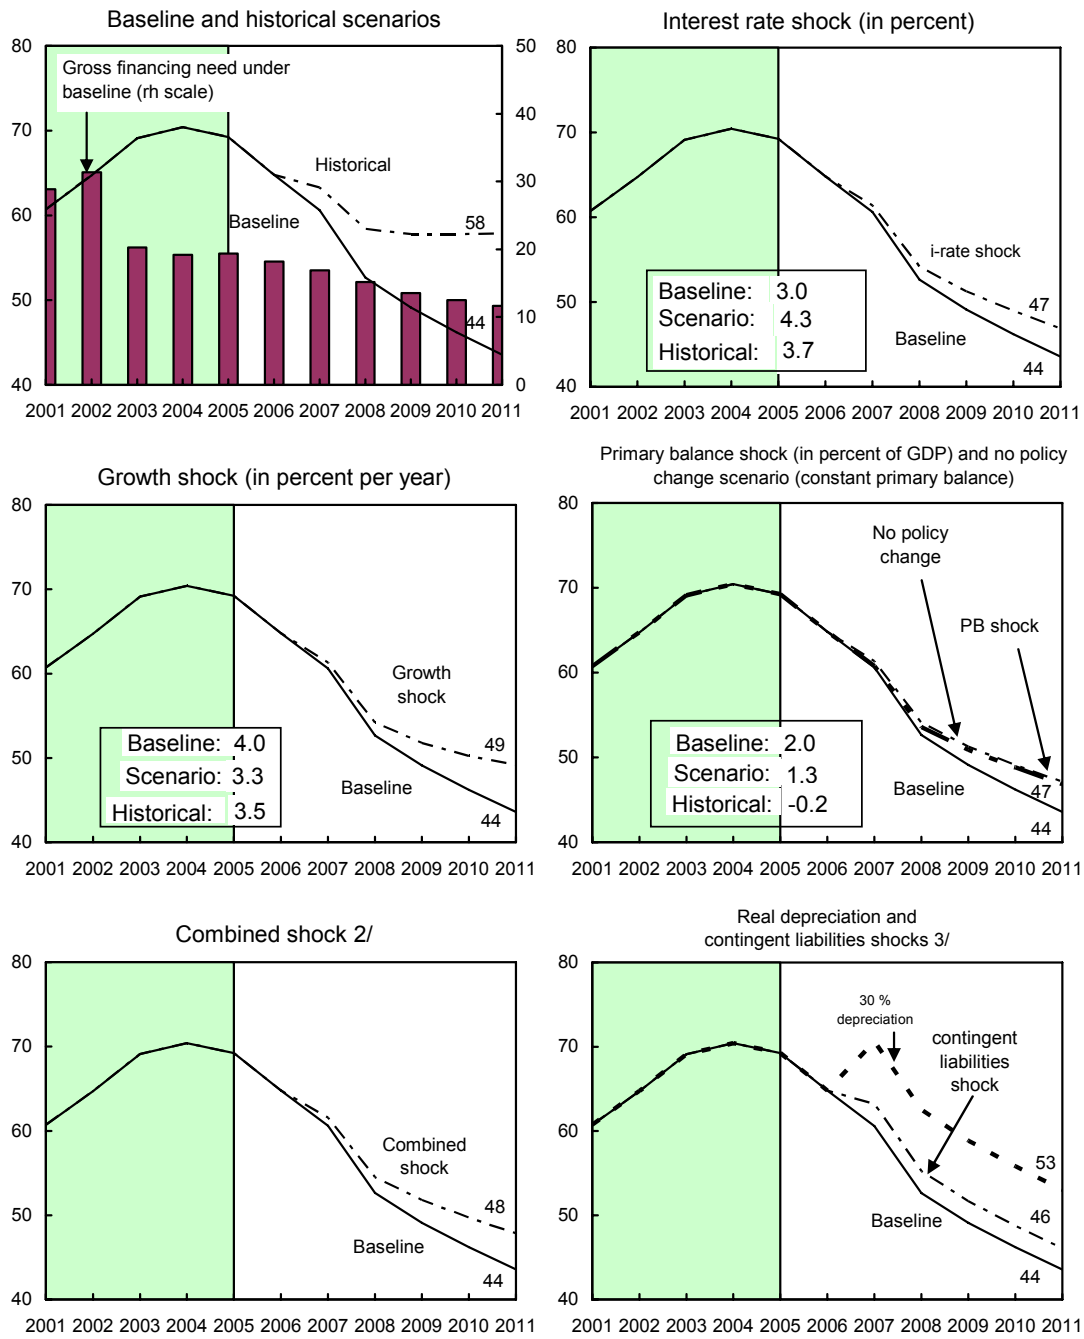 Baseline and historical scenarios
80
70
60
50
40
50
40
30
20
10
0
Gross financing need under
baseline (rh scale)
Historical
Baseline
58
44
2001 2002 2003 2004 2005 2006 2007 2008 2009 2010 2011
Interest rate shock (in percent)
80
70
60
50
40
i-rate shock
Baseline: 3.0
Scenario: 4.3
Historical: 3.7
47
Baseline
44
2001 2002 2003 2004 2005 2006 2007 2008 2009 2010 2011
Growth shock (in percent per year)
80
70
60
50
40
Growth
shock
Baseline: 4.0
Scenario: 3.3
Historical: 3.5
49
Baseline
44
2001 2002 2003 2004 2005 2006 2007 2008 2009 2010 2011
Primary balance shock (in percent of GDP) and no policy
change scenario (constant primary balance)
80
70
60
50
40
No policy
change
PB shock
Baseline: 2.0
Scenario: 1.3
Historical: -0.2
Baseline
47
44
2001 2002 2003 2004 2005 2006 2007 2008 2009 2010 2011
Combined shock 2/
80
70
60
50
40
Combined
shock
48
Baseline
44
2001 2002 2003 2004 2005 2006 2007 2008 2009 2010 2011
Real depreciation and
contingent liabilities shocks 3/
80
70
60
50
40
30 %
depreciation
contingent
liabilities
shock
53
46
Baseline
44
2001 2002 2003 2004 2005 2006 2007 2008 2009 2010 2011